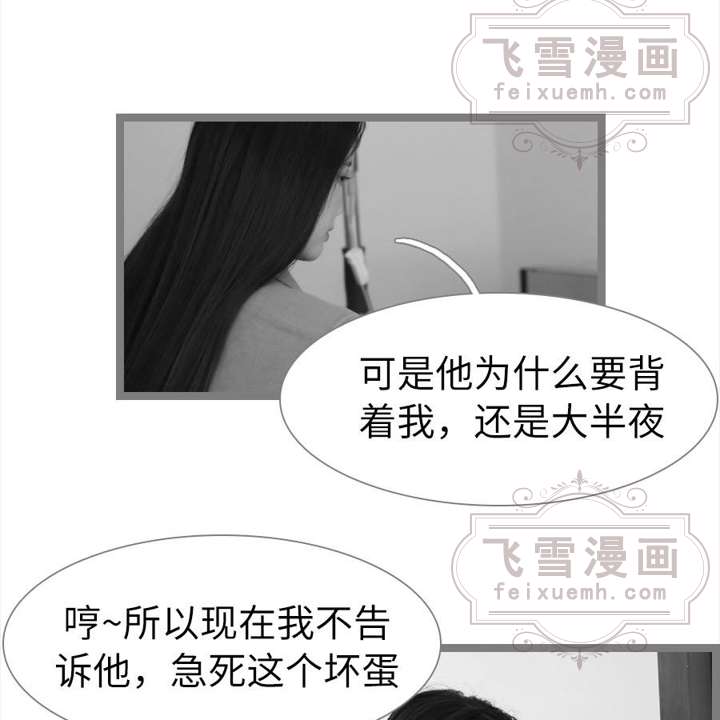 飞雪漫画
feixuemh.com
可是他为什么要背
着我，还是大半夜
飞雪漫画
feixuemh.com
哼~所以现在我不告
诉他，急死这个坏蛋